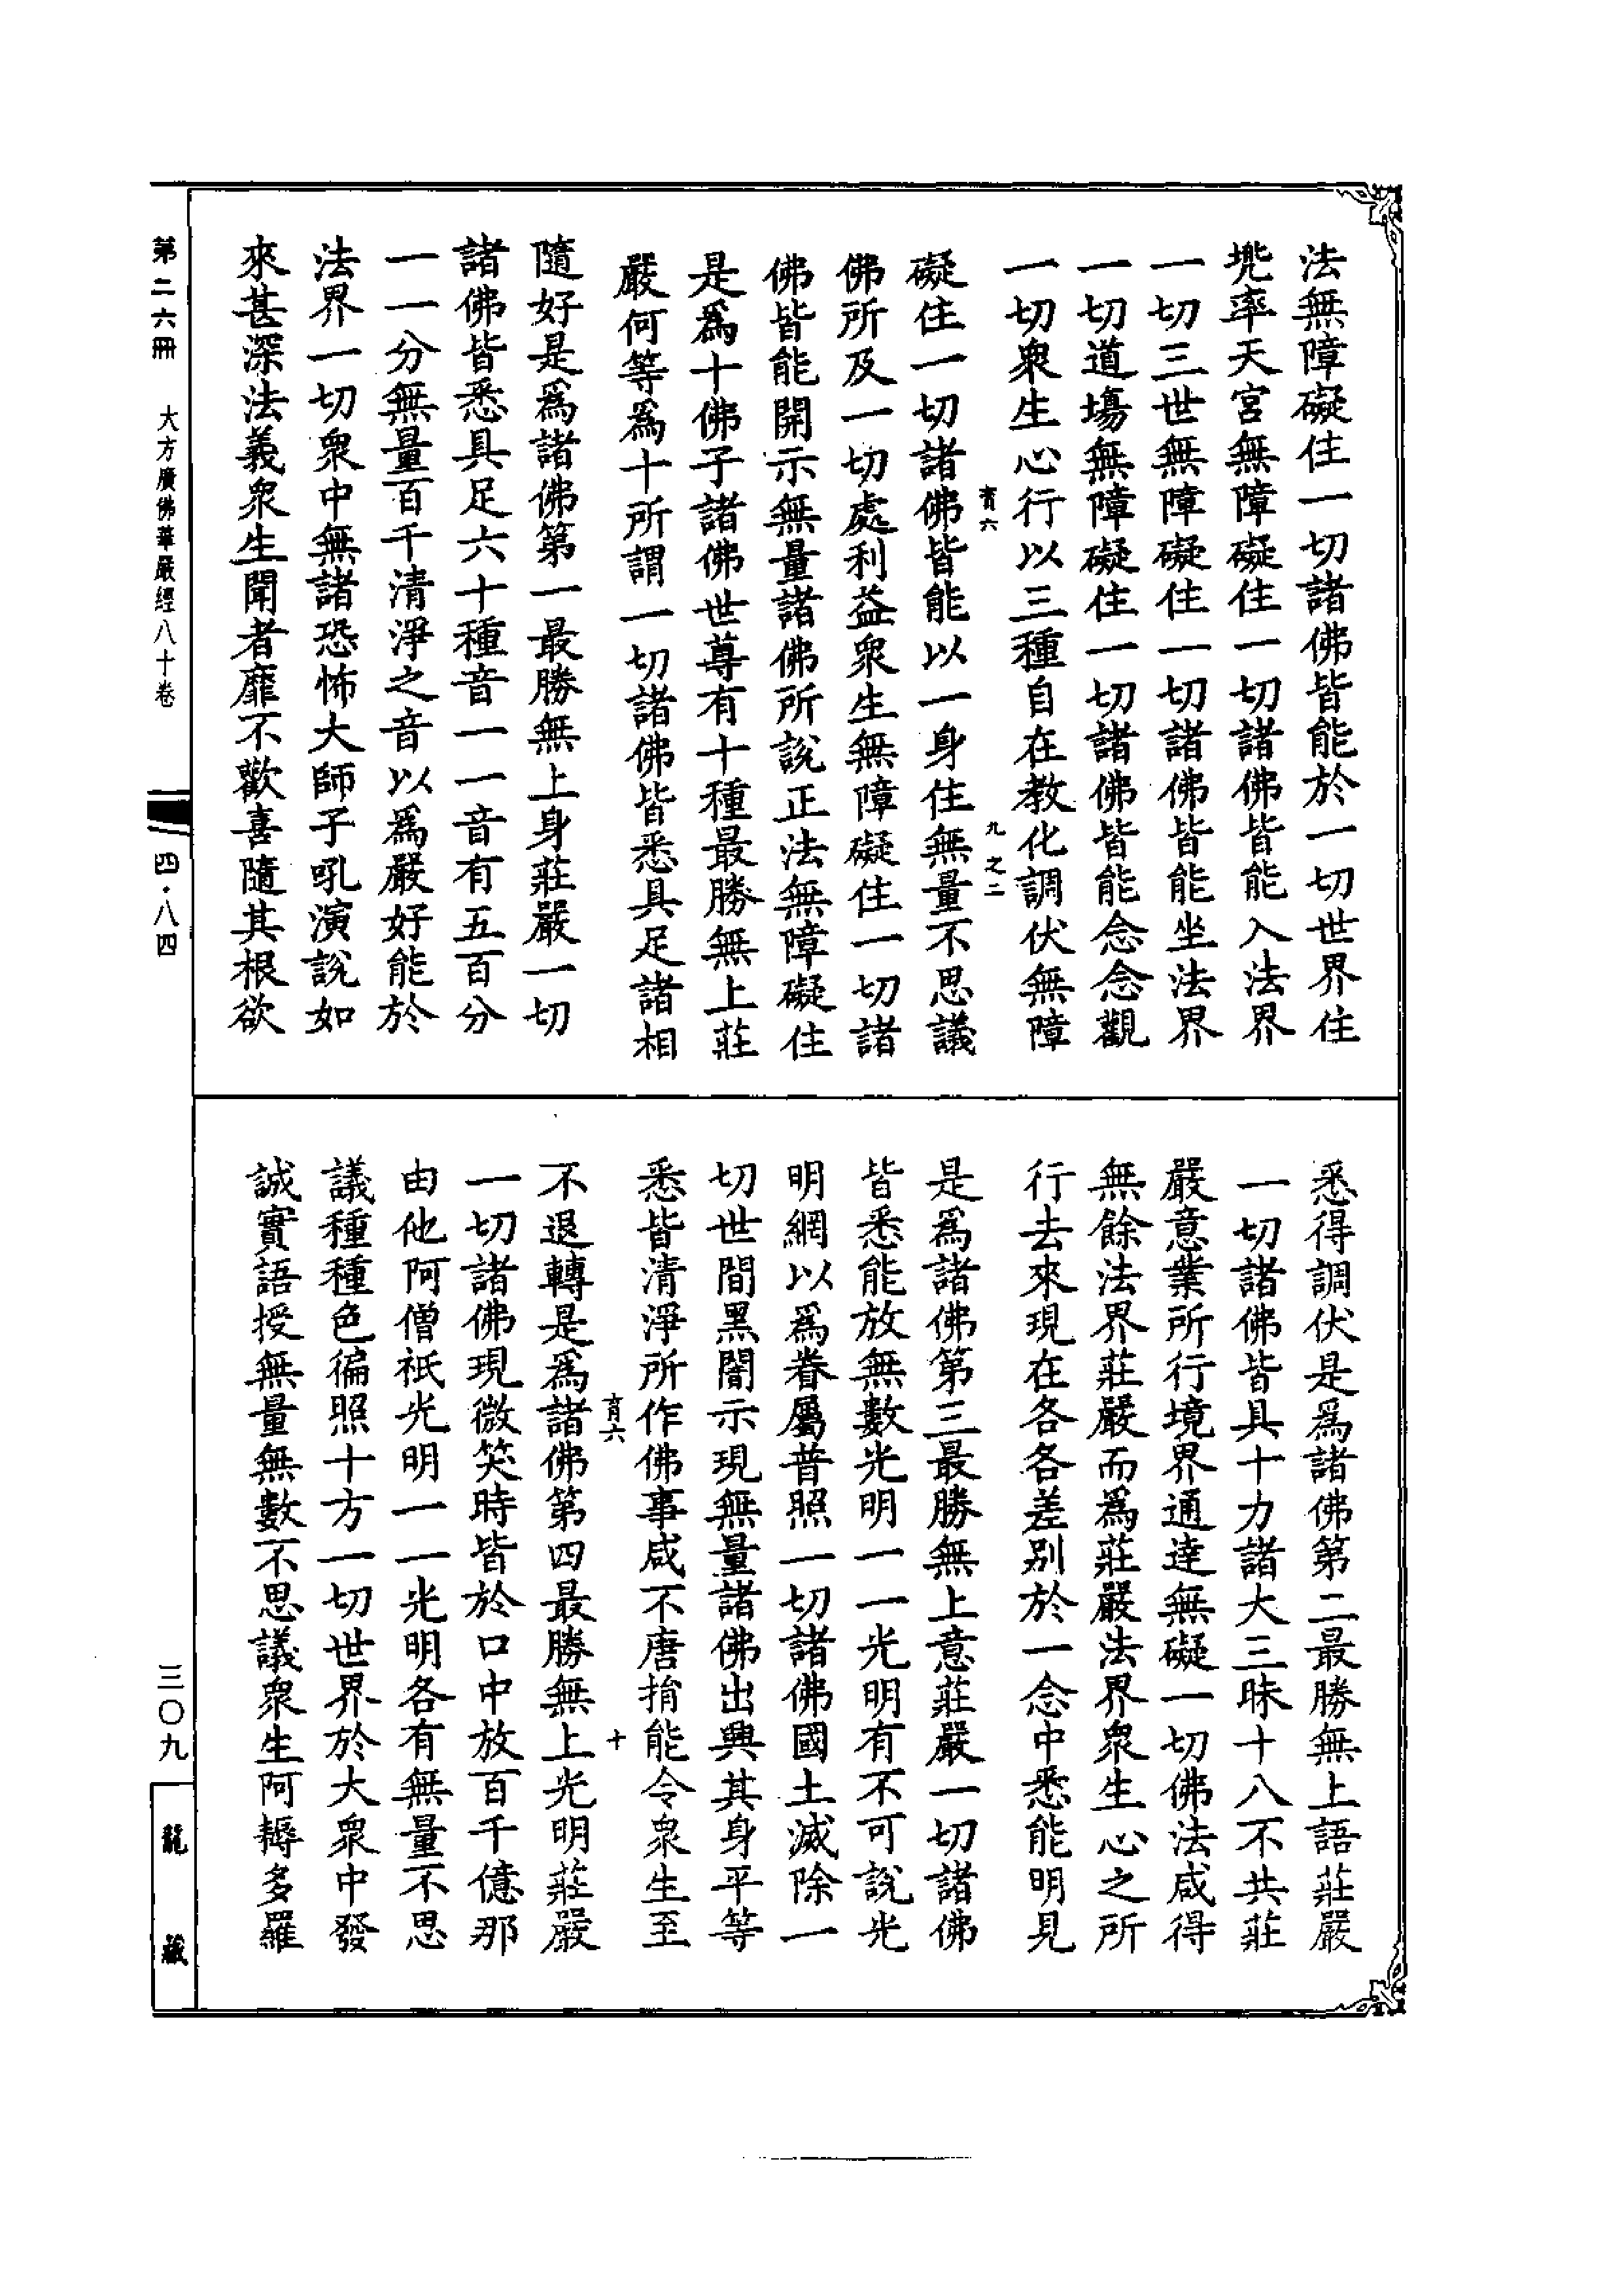 法無障礙住一切諸佛皆能於一切世界住
兠率天宮無障礙住一切諸佛皆能入法界
一切三世無障礙住一切諸佛皆能坐法界
一切道塲無障礙住一切諸佛皆能念念觀
一切衆生心行以三種自在教化調伏無障
育六
九之二
礙住一切諸佛皆能以一身住無量不思議
佛所及一切處利益衆生無障礙住一切諸
佛皆能開示無量諸佛所說正法無障礙住
是爲十佛子諸佛世尊有十種最勝無上莊
嚴何等爲十所謂一切諸佛皆悉具足諸相
隨好是爲諸佛第一最勝無上身莊嚴一切
諸佛皆悉具足六十種音一一音有五百分
一一分無量百千清淨之音以爲嚴好能於
法界一切衆中無諸恐怖大師子吼演說如
來甚深法義衆生聞者靡不歡喜隨其根欲
悉得調伏是爲諸佛第二最勝無上語莊嚴
一切諸佛皆具十力諸大三昧十八不共莊
嚴意業所行境界通達無礙一切佛法咸得
無餘法界莊嚴而爲莊嚴法界衆生心之所
行去來現在各各差別於一念中悉能明見
是爲諸佛第三最勝無上意莊嚴一切諸佛
皆悉能放無數光明一一光明有不可說光
明網以爲眷屬普照一切諸佛國土滅除一
切世間黑闇示現無量諸佛出興其身平等
悉皆清淨所作佛事咸不唐捐能令衆生至
育六
十
不退轉是爲諸佛第四最勝無上光明莊嚴
一切諸佛現微笑時皆於口中放百千億那
由他阿僧祇光明一一光明各有無量不思
議種種色徧照十方一切世界於大衆中發
誠實語授無量無數不思議衆生阿耨多羅
第二六冊
大方廣佛華嚴經八十卷
四·八四
三〇九
龍藏